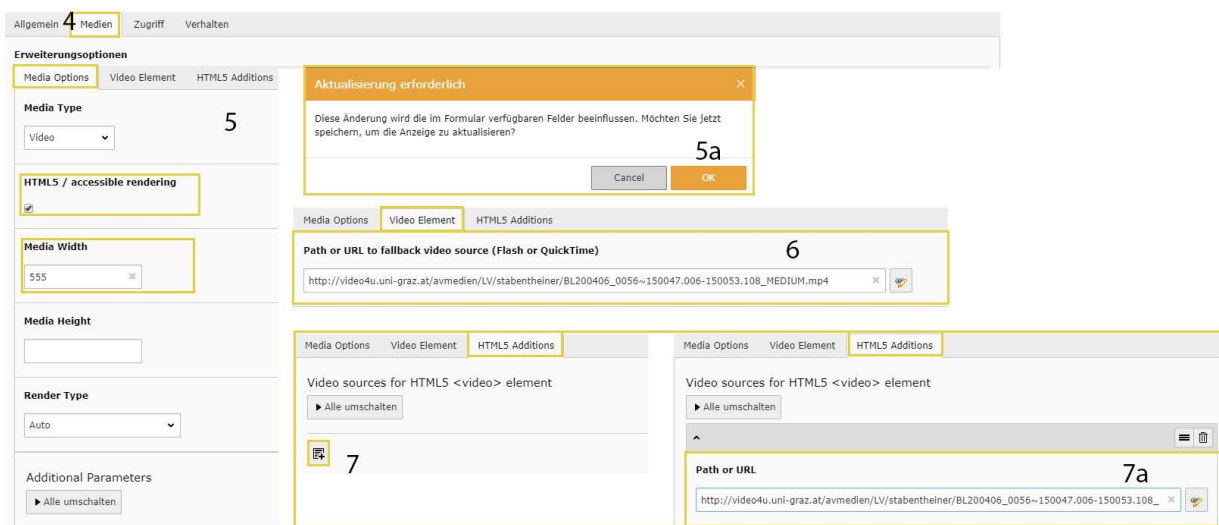 Allgemein 4 Medien Zugriff Verhalten
Erweiterungsoptionen
Media Options Video Element HTML5 Additions
Media Type
5
Video
HTML5 / accessible rendering
Media Width
555
Media Height
Render Type
Auto
Additional Parameters
Alle umschalten
Aktualisierung erforderlich
Diese Änderung wird die im Formular verfügbaren Felder beeinflussen. Möchten Sie jetzt
speichern, um die Anzeige zu aktualisieren?
5a
Cancel OK
Media Options Video Element HTML5 Additions
Path or URL to fallback video source (Flash or QuickTime)
6
http://video4u.uni-graz.at/avmedien/LV/stabentheiner/BL200406_0056~150047.006-150053.108_MEDIUM.mp4
Media Options Video Element HTML5 Additions
Video sources for HTML5 <video> element
Alle umschalten
7
Media Options Video Element HTML5 Additions
Video sources for HTML5 <video> element
Alle umschalten
Path or URL
7a
http://video4u.uni-graz.at/avmedien/LV/stabentheiner/BL200406_0056~150047.006-150053.108_